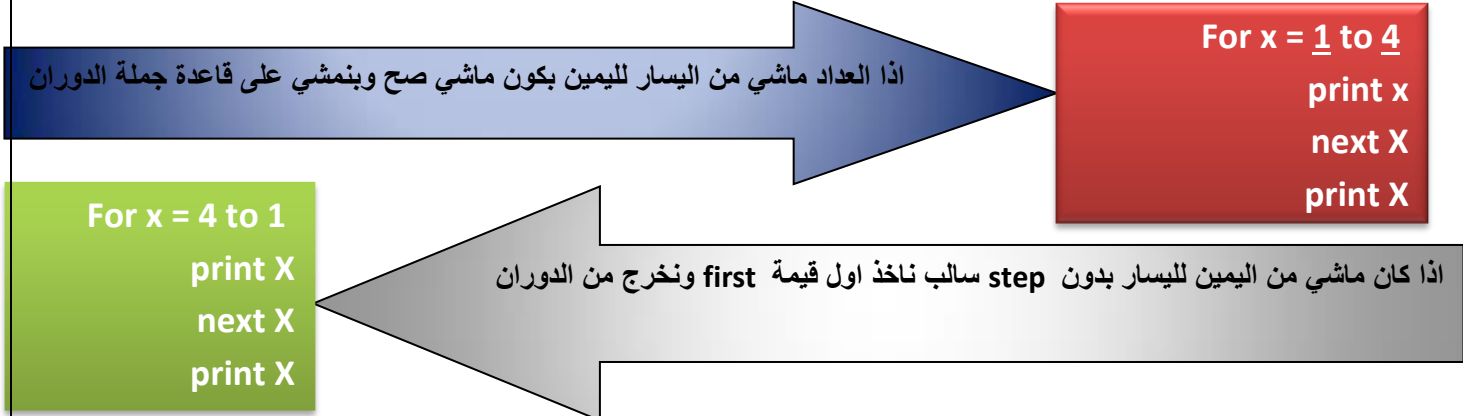 اذا العداد ماشي من اليسار لليمين بكون ماشي صح وبنمشي على قاعدة جملة الدوران
For x = 1 to 4
print x
next X
print X
For x = 4 to 1
print X
next X
print X
اذا كان ماشي من اليمين لليسار بدون step سالب ناخذ اول قيمة first ونخرج من الدوران